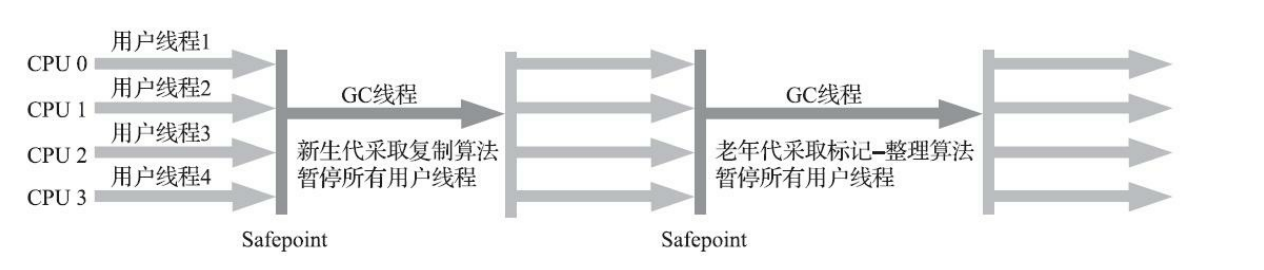 用户线程1
CPU 0
用户线程2
CPU 1
用户线程3
CPU 2
用户线程4
CPU 3
GC线程
新生代采取复制算法
暂停所有用户线程
Safepoint
GC线程
老年代采取标记–整理算法
暂停所有用户线程
Safepoint